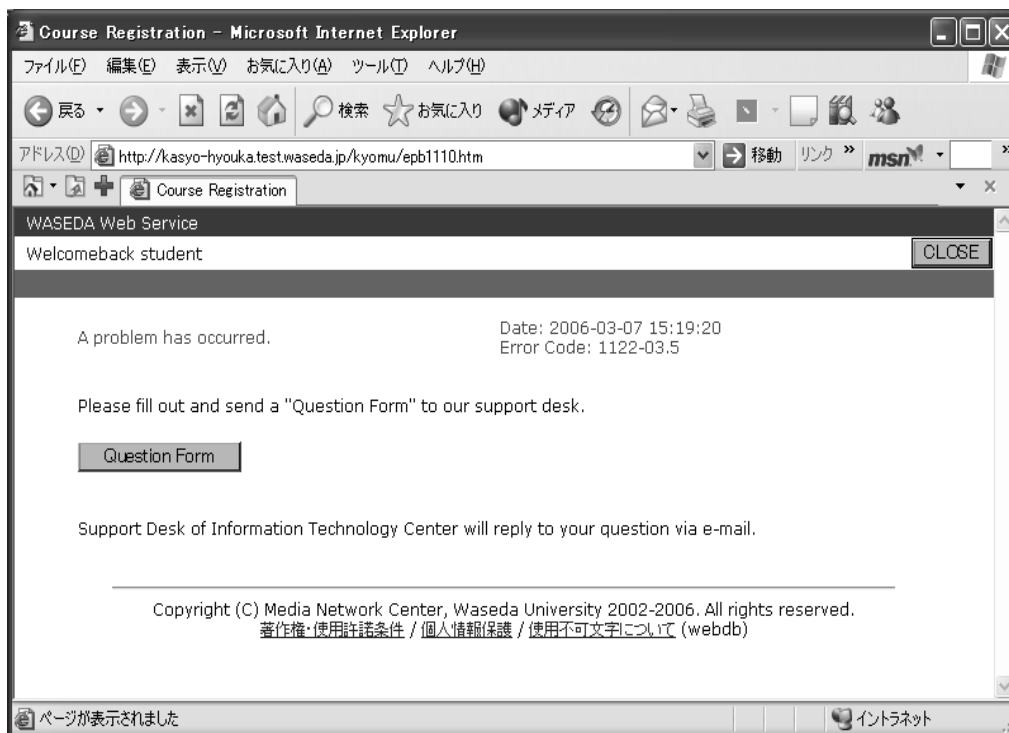 Course Registration - Microsoft Internet Explorer
ファイル(F) 編集(E) 表示(V) お気に入り(A) ツール(T) ヘルプ(H)
戻る 検索 お気に入り メディア
アドレス(D) http://kasyo-hyouka.test.waseda.jp/kyomu/epb1110.htm 移動 リンク » msn »
Course Registration
WASEDA Web Service
Welcomeback student CLOSE
A problem has occurred. Date: 2006-03-07 15:19:20
Error Code: 1122-03.5
Please fill out and send a "Question Form" to our support desk.
Question Form
Support Desk of Information Technology Center will reply to your question via e-mail.
Copyright (C) Media Network Center, Waseda University 2002-2006. All rights reserved.
著作権・使用許諾条件 / 個人情報保護 / 使用不可文字について (webdb)
ページが表示されました イントラネット